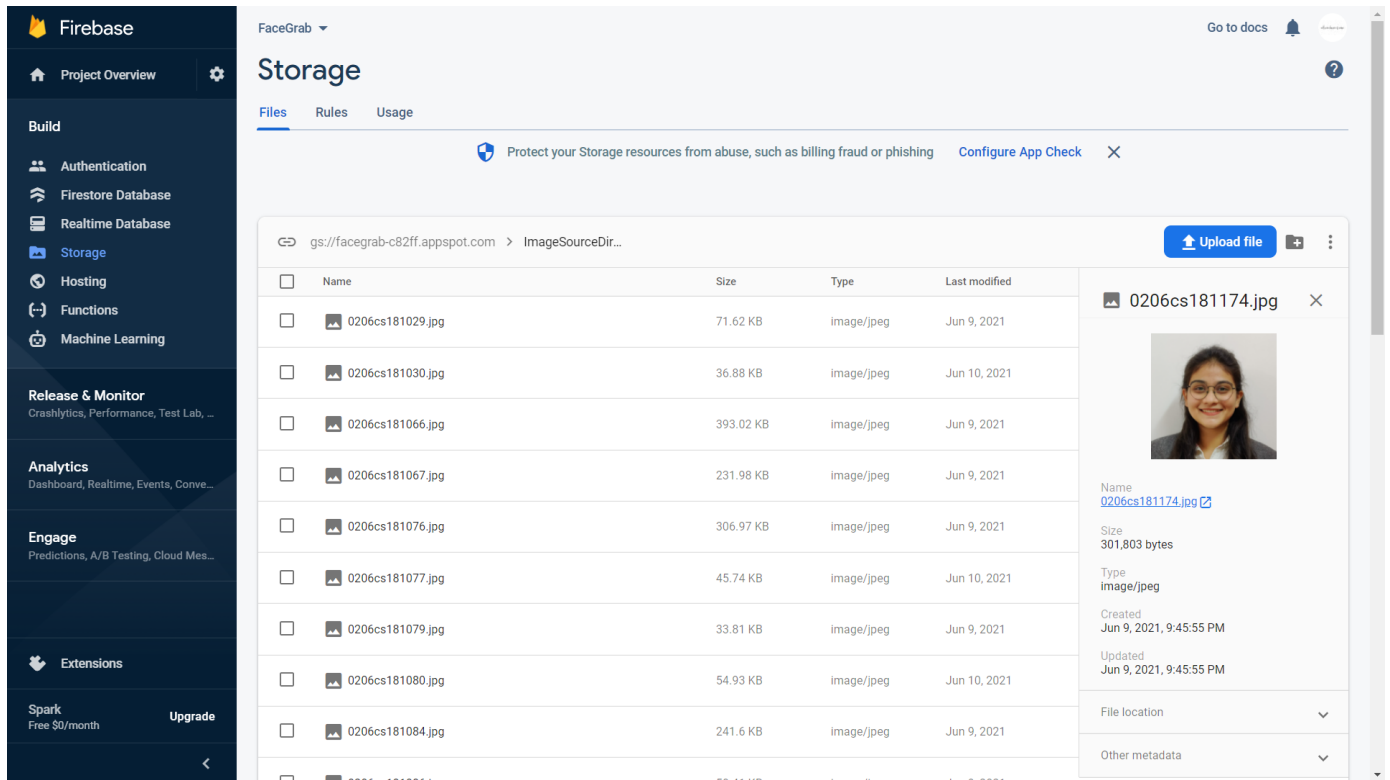 Firebase
Project Overview
Build
Authentication
Firestore Database
Realtime Database
Storage
Hosting
Functions
Machine Learning
Release & Monitor
Crashlytics, Performance, Test Lab, ...
Analytics
Dashboard, Realtime, Events, Conve...
Engage
Predictions, A/B Testing, Cloud Mes...
Extensions
Spark
Free $0/month
Upgrade
FaceGrab
Go to docs
Storage
Files Rules Usage
Protect your Storage resources from abuse, such as billing fraud or phishing Configure App Check
gs://facegrab-c82ff.appspot.com > ImageSourceDir...
Upload file
Name Size Type Last modified
0206cs181029.jpg 71.62 KB image/jpeg Jun 9, 2021
0206cs181030.jpg 36.88 KB image/jpeg Jun 10, 2021
0206cs181066.jpg 393.02 KB image/jpeg Jun 9, 2021
0206cs181067.jpg 231.98 KB image/jpeg Jun 9, 2021
0206cs181076.jpg 306.97 KB image/jpeg Jun 9, 2021
0206cs181077.jpg 45.74 KB image/jpeg Jun 10, 2021
0206cs181079.jpg 33.81 KB image/jpeg Jun 9, 2021
0206cs181080.jpg 54.93 KB image/jpeg Jun 10, 2021
0206cs181084.jpg 241.6 KB image/jpeg Jun 9, 2021
0206cs181174.jpg
Name
0206cs181174.jpg
Size
301,803 bytes
Type
image/jpeg
Created
Jun 9, 2021, 9:45:55 PM
Updated
Jun 9, 2021, 9:45:55 PM
File location
Other metadata